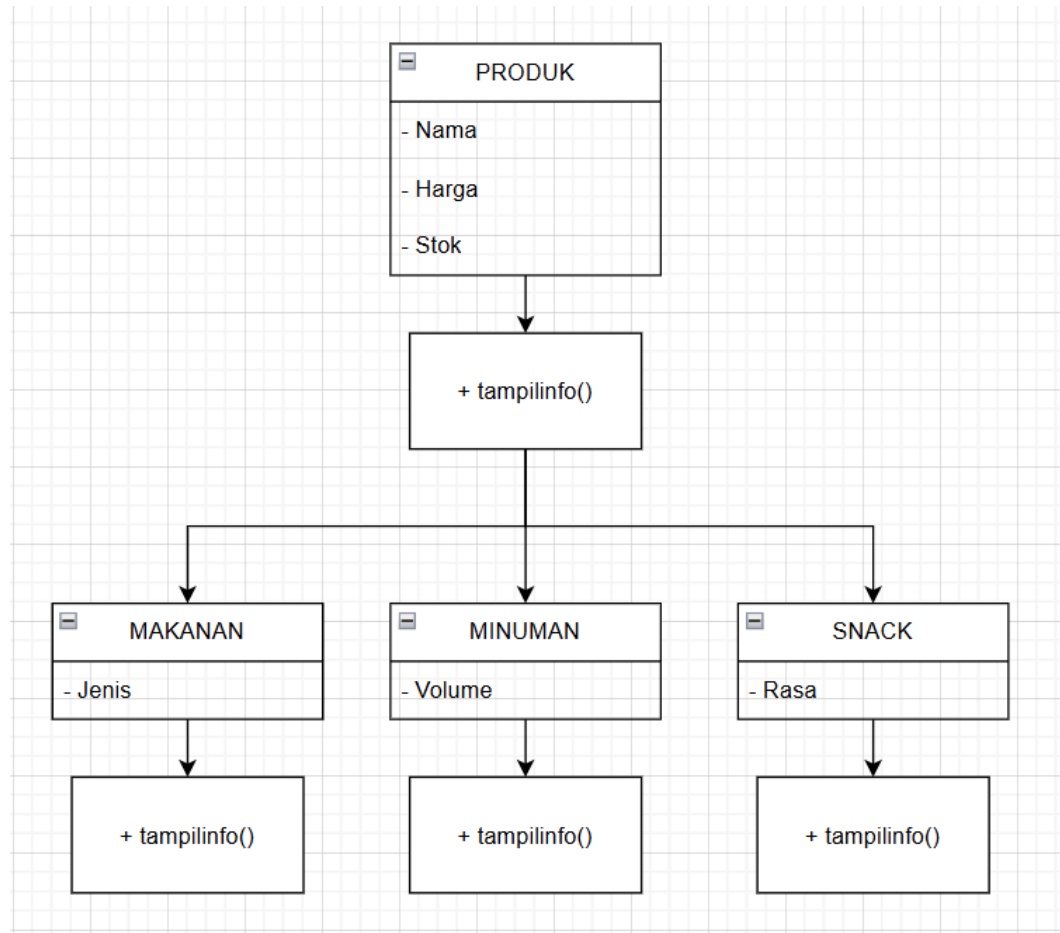 PRODUK
- Nama
- Harga
- Stok
+ tampilinfo()
MAKANAN
- Jenis
+ tampilinfo()
MINUMAN
- Volume
+ tampilinfo()
SNACK
- Rasa
+ tampilinfo()